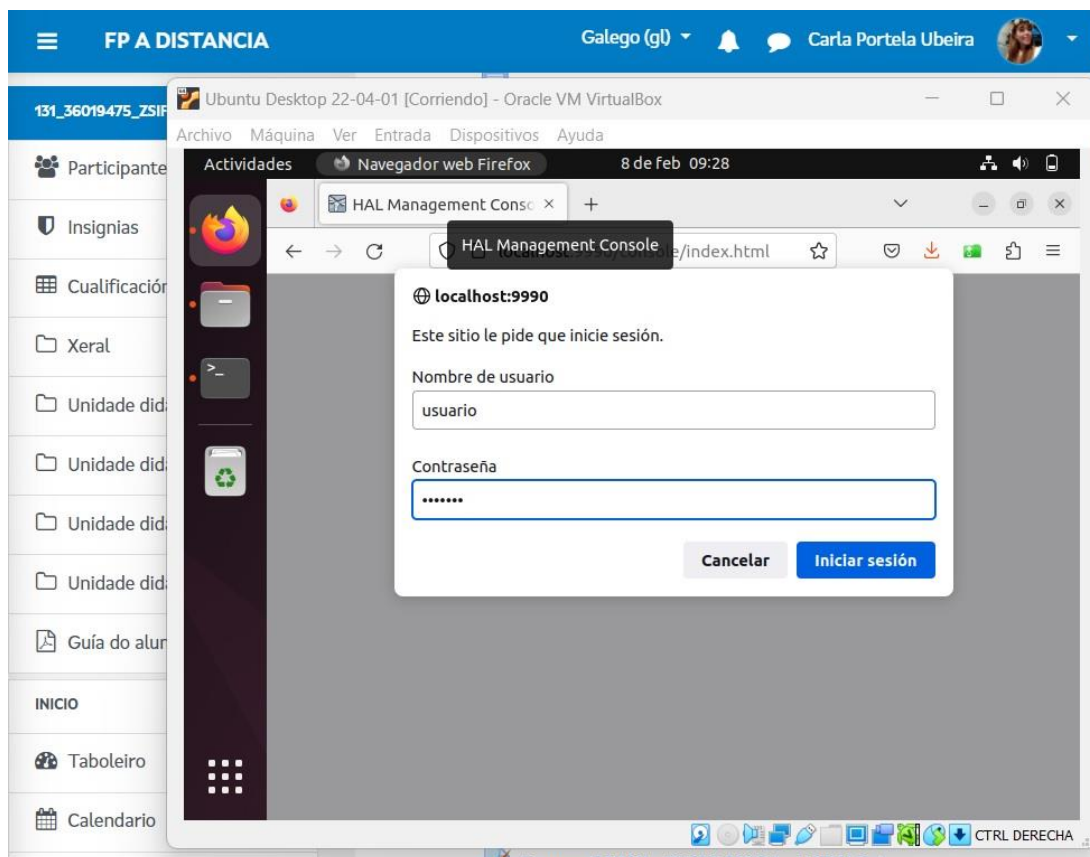 FP A DISTANCIA Galego (gl) Carla Portela Ubeira
131_36019475_ZSIF
Participante
Insignias
Cualificación
Xeral
Unidade did
Unidade did
Unidade did
Unidade did
Guía do alum
INICIO
Taboleiro
Calendario
Ubuntu Desktop 22-04-01 [Corriendo] - Oracle VM VirtualBox
Archivo Máquina Ver Entrada Dispositivos Ayuda
Actividades Navegador web Firefox 8 de feb 09:28
HAL Management Conso
HAL Management Console
/console/index.html
localhost:9990
Este sitio le pide que inicie sesión.
Nombre de usuario
usuario
Contraseña
•••••••
Cancelar Iniciar sesión
CTRL DERECHA